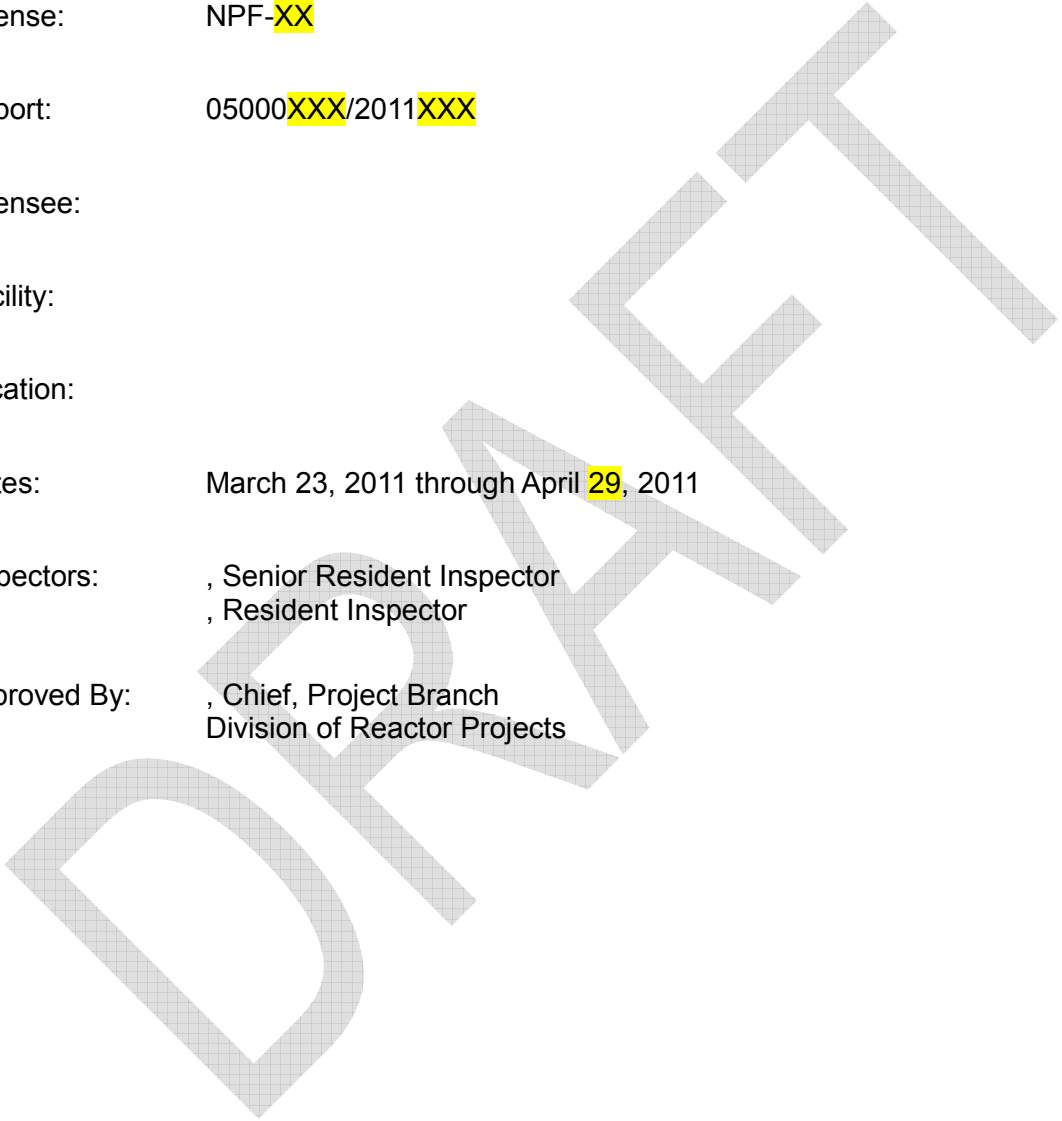 ense: NPF-XX
port: 05000XXX/2011XXX
ensee:
cility:
cation:
tes: March 23, 2011 through April 29, 2011
pectors: , Senior Resident Inspector
, Resident Inspector
proved By: , Chief, Project Branch
Division of Reactor Projects
DRAFT